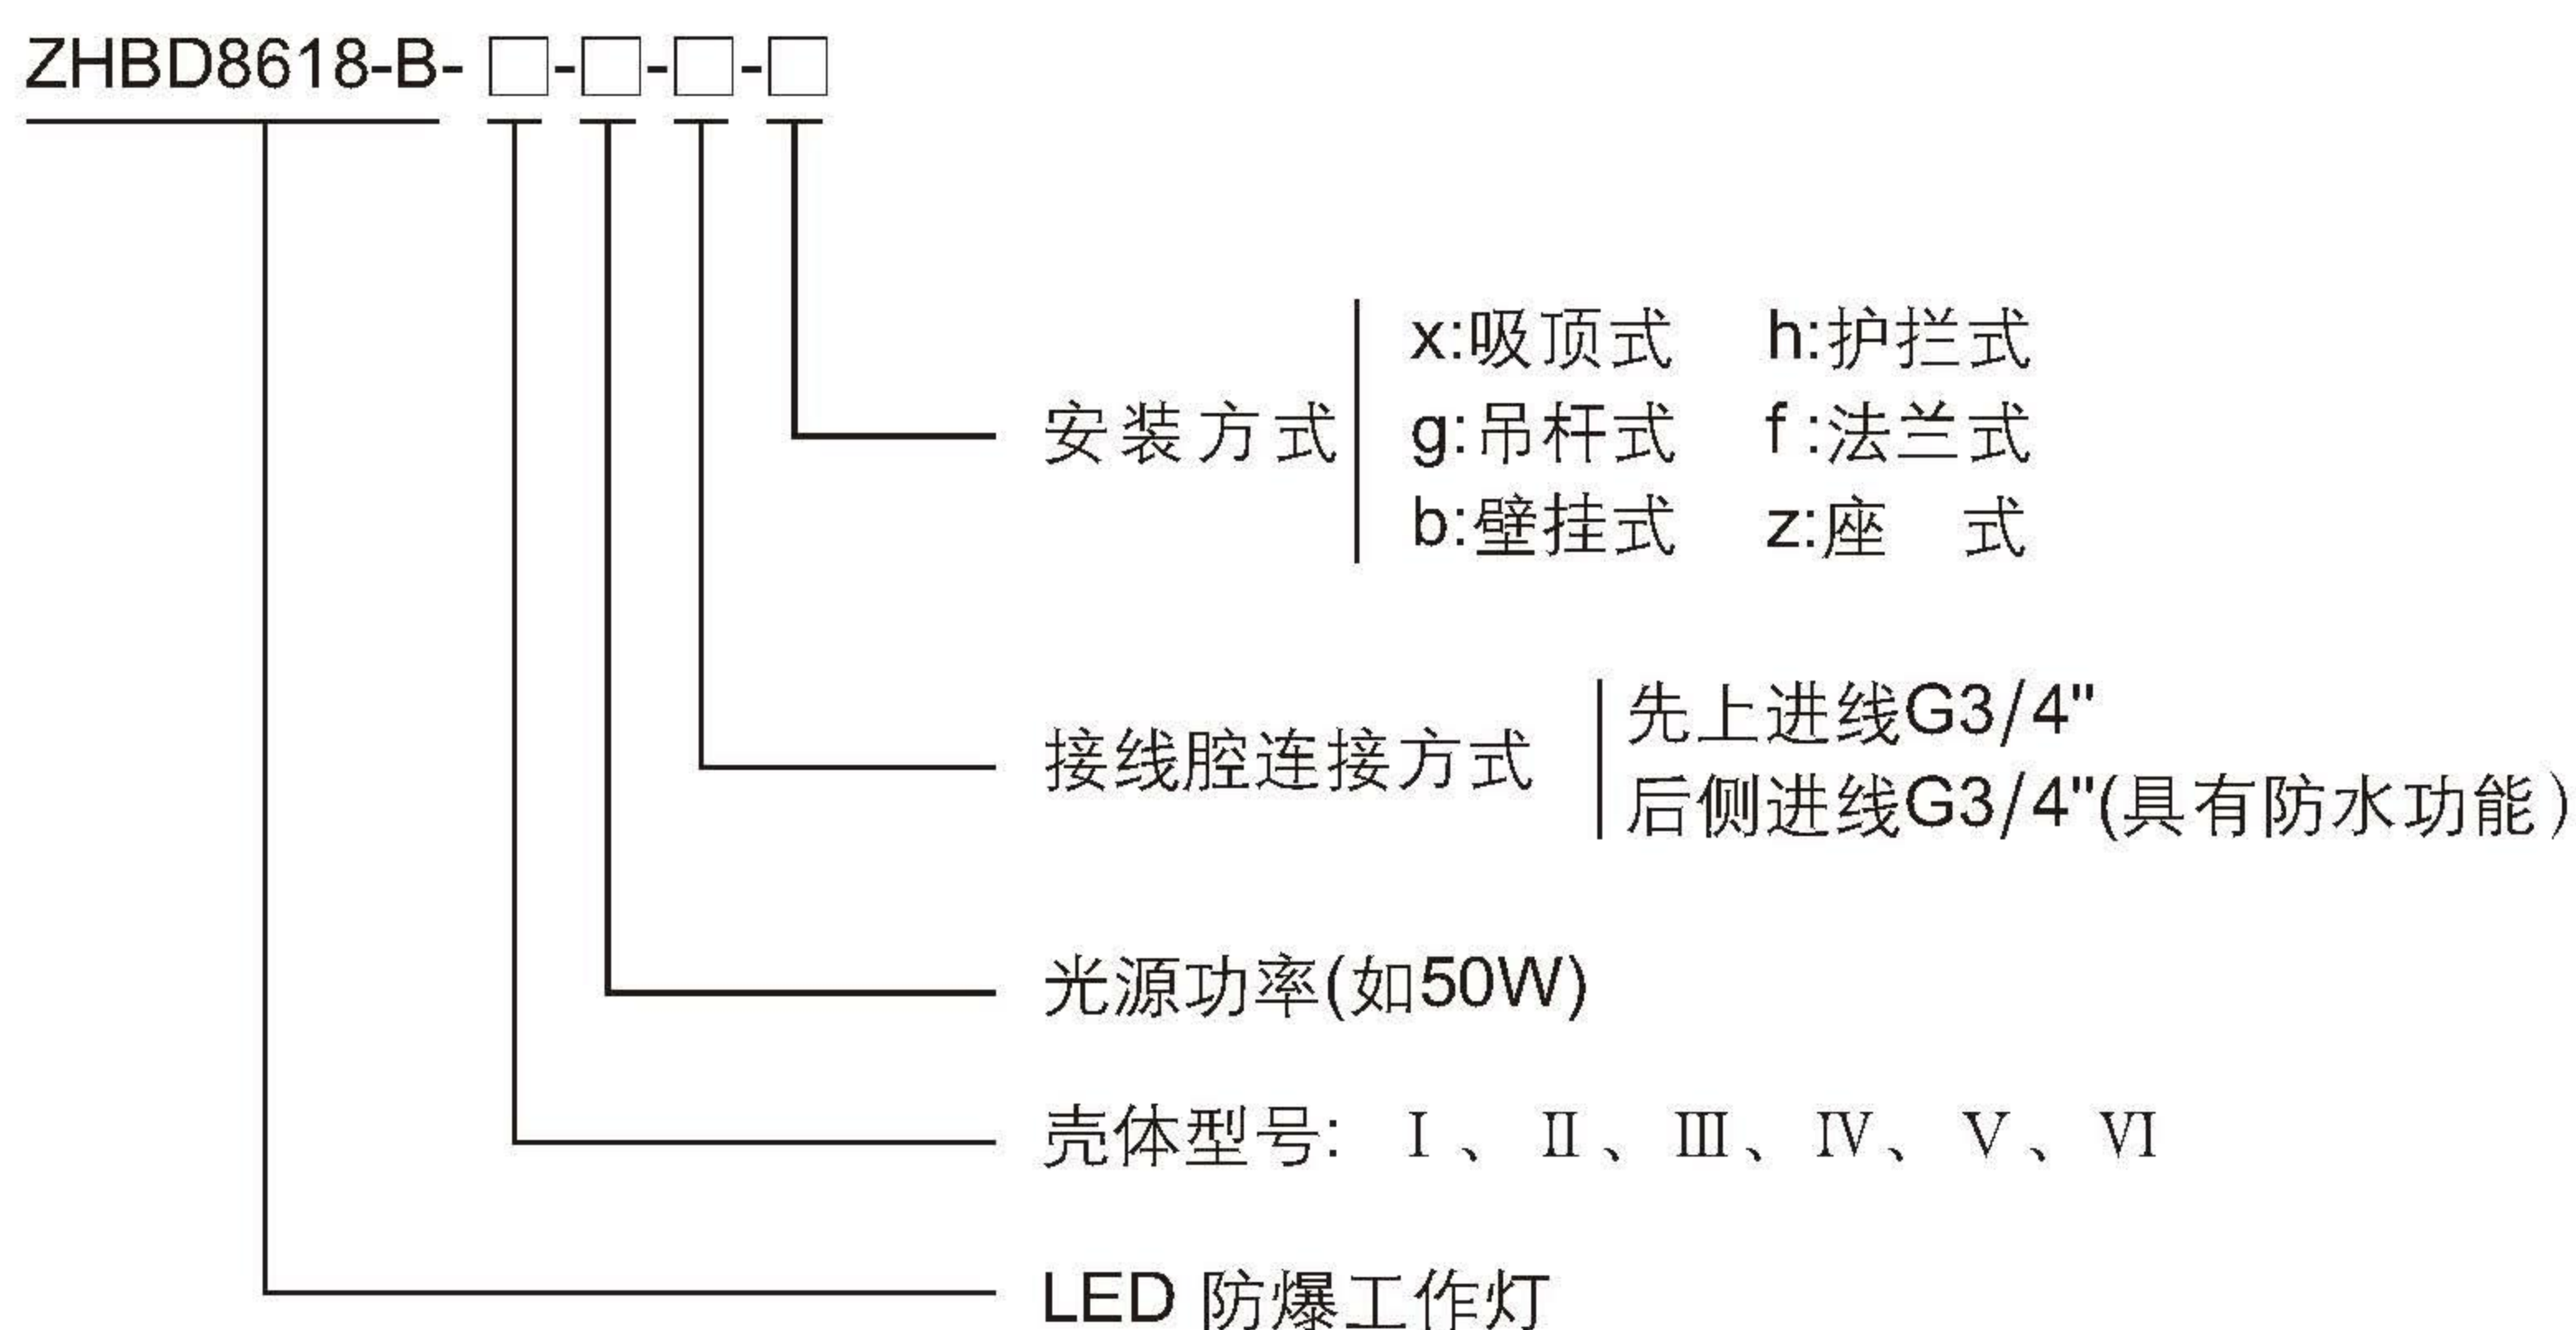 ZHBD8618-B- □-□-□-□
x:吸顶式 h:护拦式
安装方式 g:吊杆式 f :法兰式
b:壁挂式 z:座 式
先上进线G3/4"
接线腔连接方式
后侧进线G3/4"(具有防水功能)
光源功率(如50W)
壳体型号: Ⅰ、Ⅱ、Ⅲ、Ⅳ、Ⅴ、Ⅵ
LED 防爆工作灯